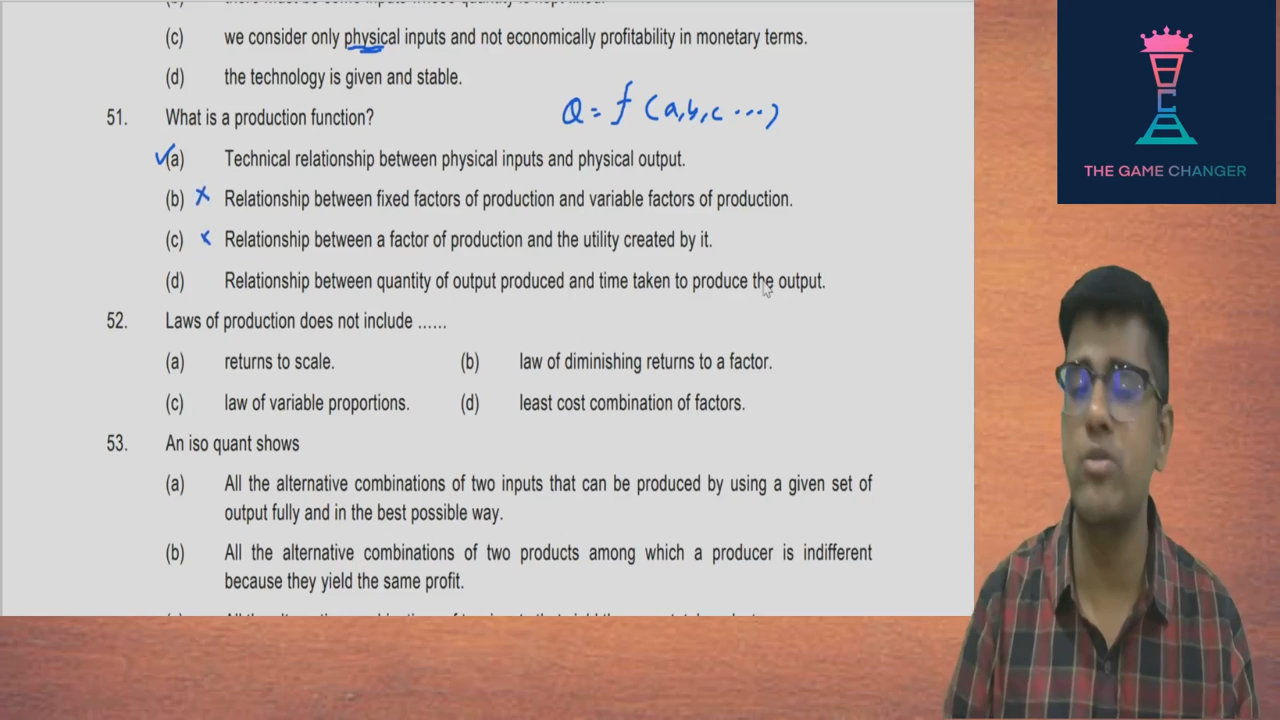 (c) we consider only physical inputs and not economically profitability in monetary terms.
(d) the technology is given and stable.
51. What is a production function?
Q = f (a,b,c ...)
(a) Technical relationship between physical inputs and physical output.
(b) Relationship between fixed factors of production and variable factors of production.
(c) Relationship between a factor of production and the utility created by it.
(d) Relationship between quantity of output produced and time taken to produce the output.
52. Laws of production does not include ......
(a) returns to scale. (b) law of diminishing returns to a factor.
(c) law of variable proportions. (d) least cost combination of factors.
53. An iso quant shows
(a) All the alternative combinations of two inputs that can be produced by using a given set of
output fully and in the best possible way.
(b) All the alternative combinations of two products among which a producer is indifferent
because they yield the same profit.
C
THE GAME CHANGER